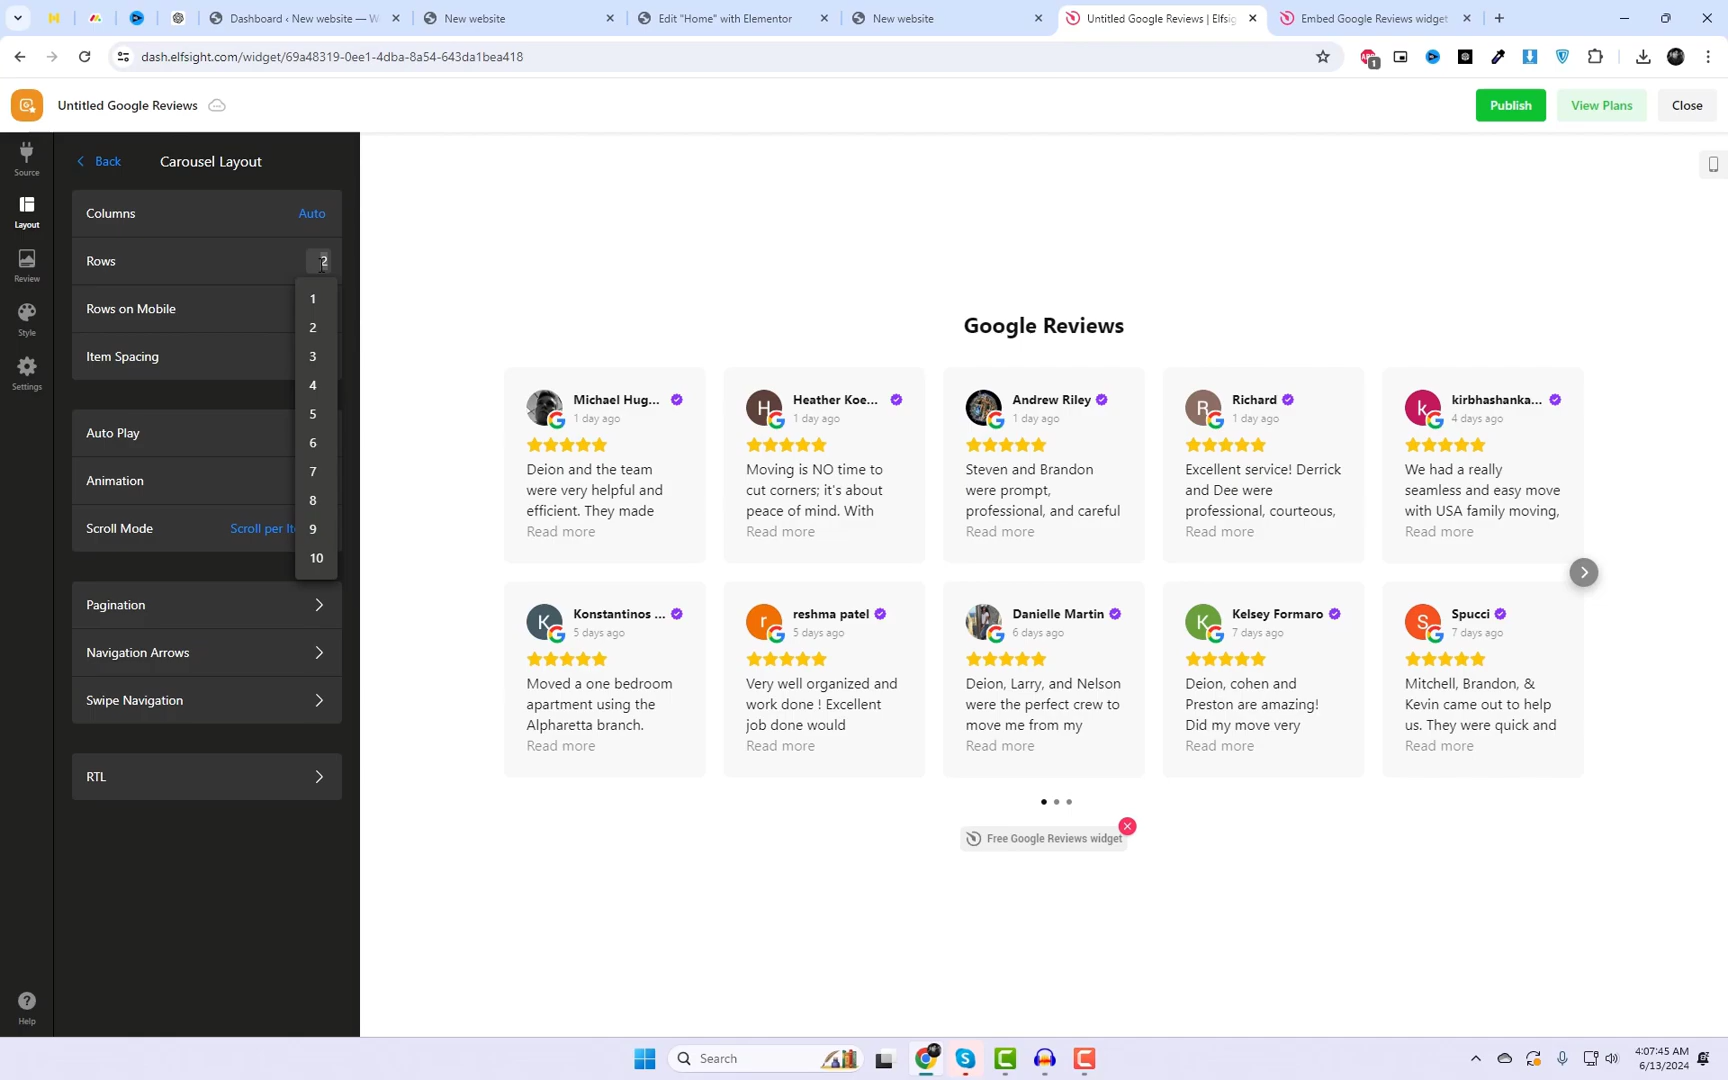 Dashboard ‹ New website — W
New website
Edit "Home" with Elementor
New website
Untitled Google Reviews | Elfsig
Embed Google Reviews widget
dash.elfsight.com/widget/69a48319-0ee1-4dba-8a54-643da1bea418
1
Untitled Google Reviews
Publish
View Plans
Close
Source
Layout
Review
Style
Settings
Help
Back
Carousel Layout
Columns
Auto
Rows
2
Rows on Mobile
Item Spacing
1
2
3
4
5
6
7
8
9
10
Auto Play
Animation
Scroll Mode
Scroll per Ite
Pagination
Navigation Arrows
Swipe Navigation
RTL
Google Reviews
Michael Hug...
1 day ago
Deion and the team
were very helpful and
efficient. They made
Read more
H
Heather Koe...
1 day ago
Moving is NO time to
cut corners; it's about
peace of mind. With
Read more
Andrew Riley
1 day ago
Steven and Brandon
were prompt,
professional, and careful
Read more
R
Richard
1 day ago
Excellent service! Derrick
and Dee were
professional, courteous,
Read more
k
kirbhashanka...
4 days ago
We had a really
seamless and easy move
with USA family moving,
Read more
K
Konstantinos ...
5 days ago
Moved a one bedroom
apartment using the
Alpharetta branch.
Read more
r
reshma patel
5 days ago
Very well organized and
work done ! Excellent
job done would
Read more
Danielle Martin
6 days ago
Deion, Larry, and Nelson
were the perfect crew to
move me from my
Read more
K
Kelsey Formaro
7 days ago
Deion, cohen and
Preston are amazing!
Did my move very
Read more
S
Spucci
7 days ago
Mitchell, Brandon, &
Kevin came out to help
us. They were quick and
Read more
Free Google Reviews widget
Search
4:07:45 AM
6/13/2024